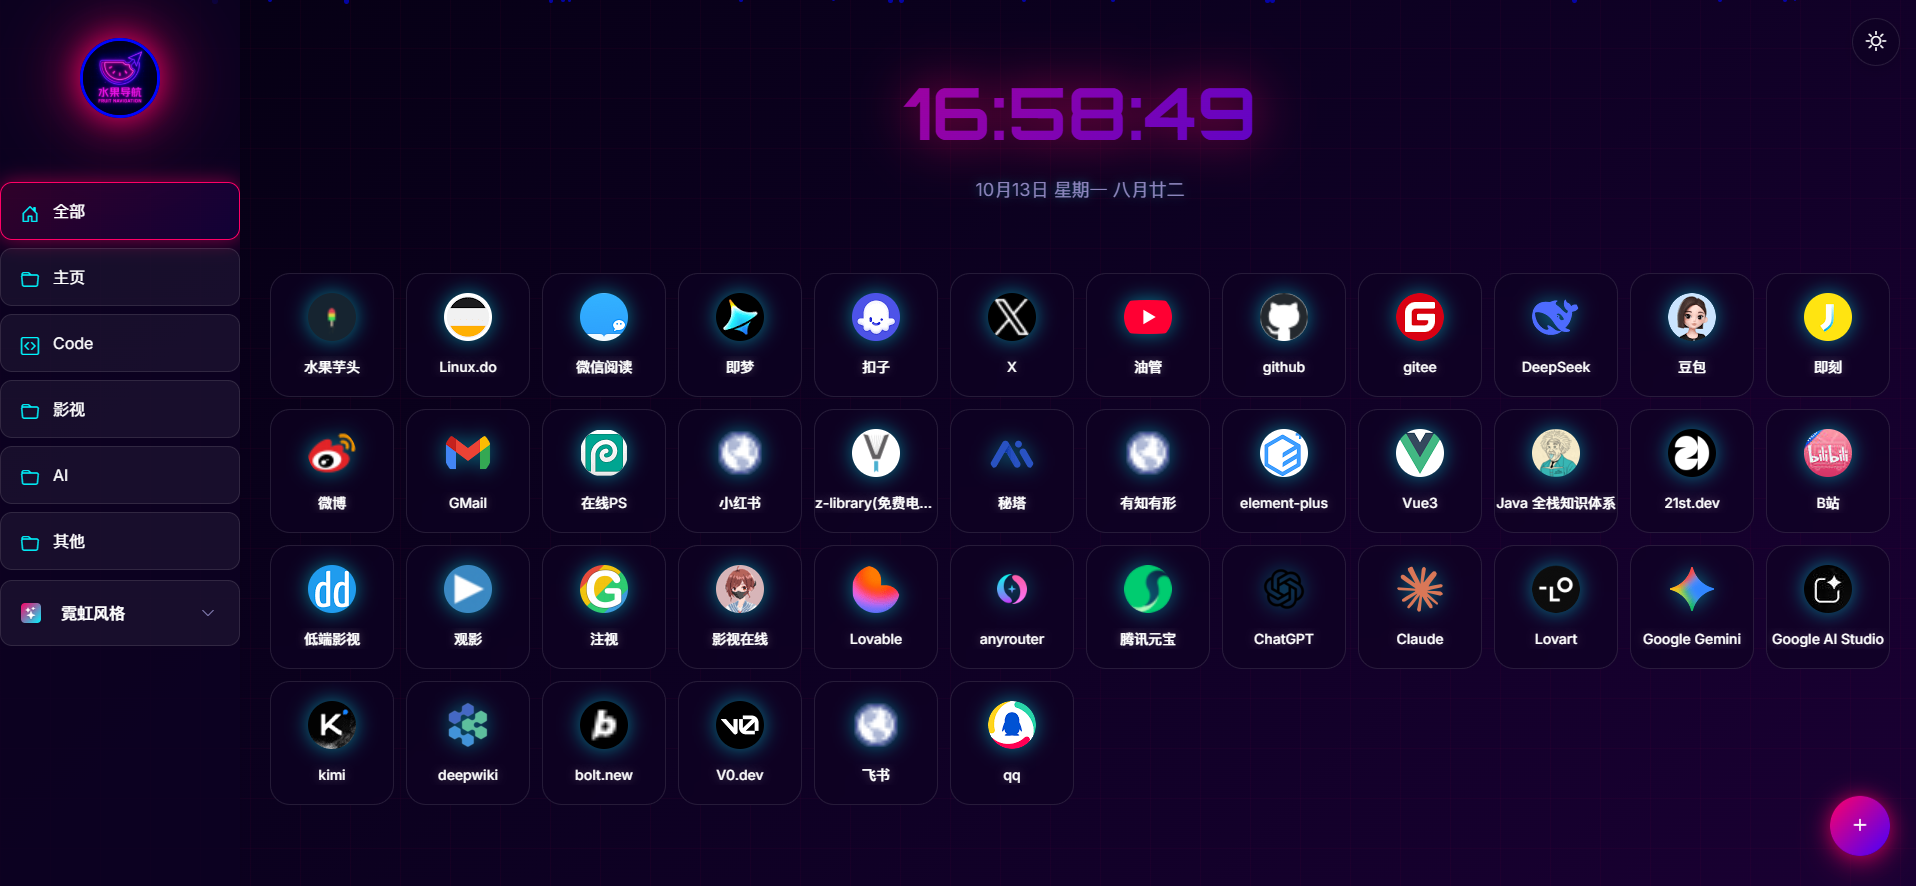 水果导航
FRUIT NAVIGATION
16:58:49
10月13日 星期一 八月廿二
全部
主页
Code
影视
AI
其他
霓虹风格
水果芋头
Linux.do
微信阅读
即梦
扣子
X
油管
github
gitee
DeepSeek
豆包
即刻
微博
GMail
在线PS
小红书
z-library(免费电...
秘塔
有知有形
element-plus
Vue3
Java 全栈知识体系
21st.dev
bilibili
B站
dd
低端影视
观影
注视
影视在线
Lovable
anyrouter
腾讯元宝
ChatGPT
Claude
Lovart
Google Gemini
Google AI Studio
kimi
deepwiki
bolt.new
V0.dev
飞书
qq